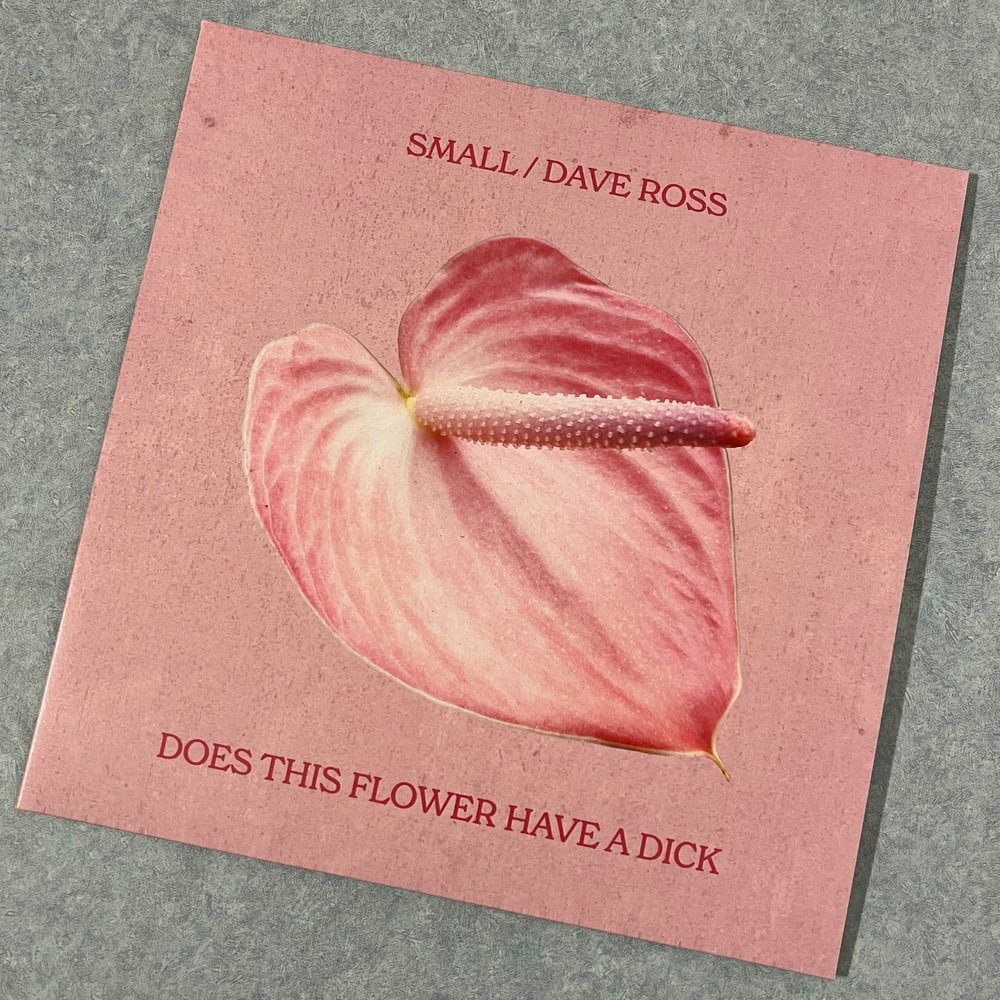 SMALL / DAVE ROSS
DOES THIS FLOWER HAVE A DICK